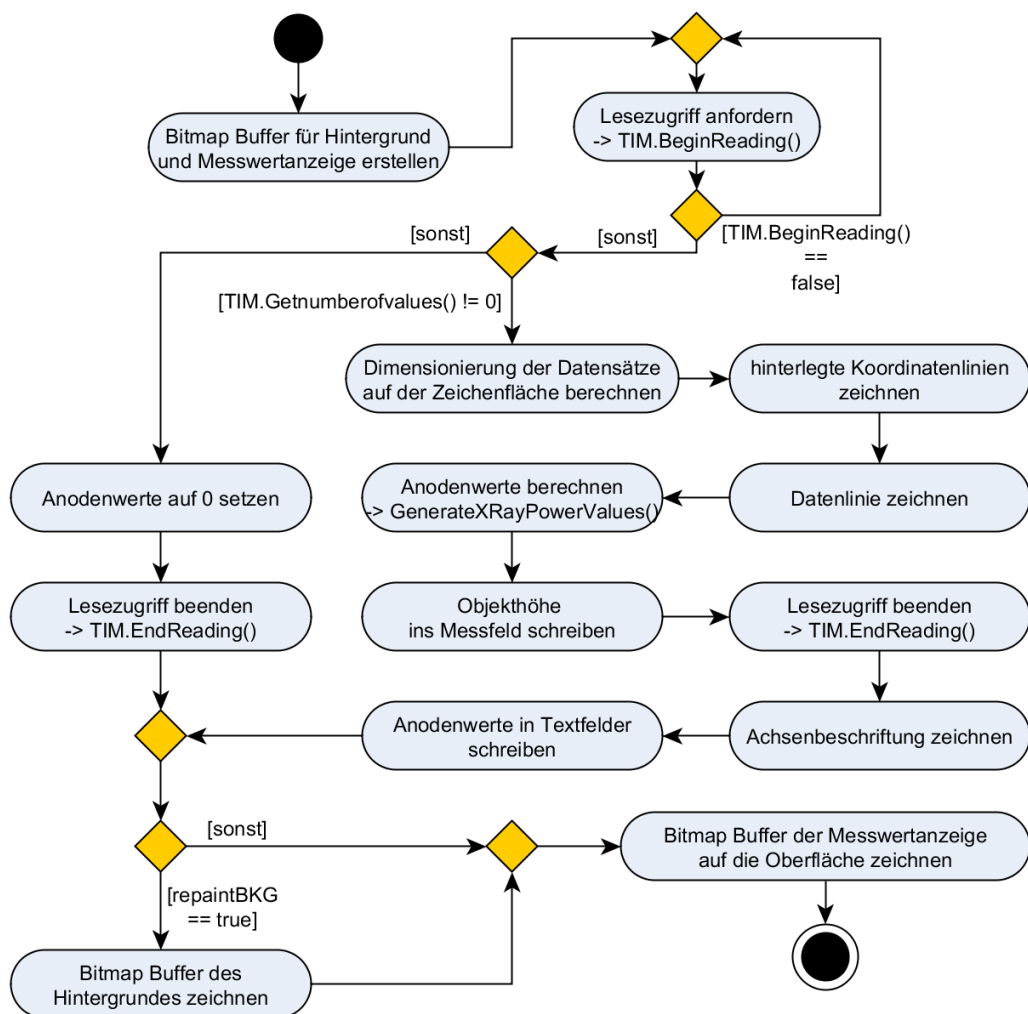 Bitmap Buffer für Hintergrund
und Messwertanzeige erstellen
Lesezugriff anfordern
-> TIM.BeginReading()
[TIM.BeginReading()
==
false]
[sonst]
[sonst]
[TIM.Getnumberofvalues() != 0]
Dimensionierung der Datensätze
auf der Zeichenfläche berechnen
hinterlegte Koordinatenlinien
zeichnen
Anodenwerte auf 0 setzen
Anodenwerte berechnen
-> GenerateXRayPowerValues()
Datenlinie zeichnen
Lesezugriff beenden
-> TIM.EndReading()
Objekthöhe
ins Messfeld schreiben
Lesezugriff beenden
-> TIM.EndReading()
Anodenwerte in Textfelder
schreiben
Achsenbeschriftung zeichnen
[sonst]
[repaintBKG
== true]
Bitmap Buffer der Messwertanzeige
auf die Oberfläche zeichnen
Bitmap Buffer des
Hintergrundes zeichnen